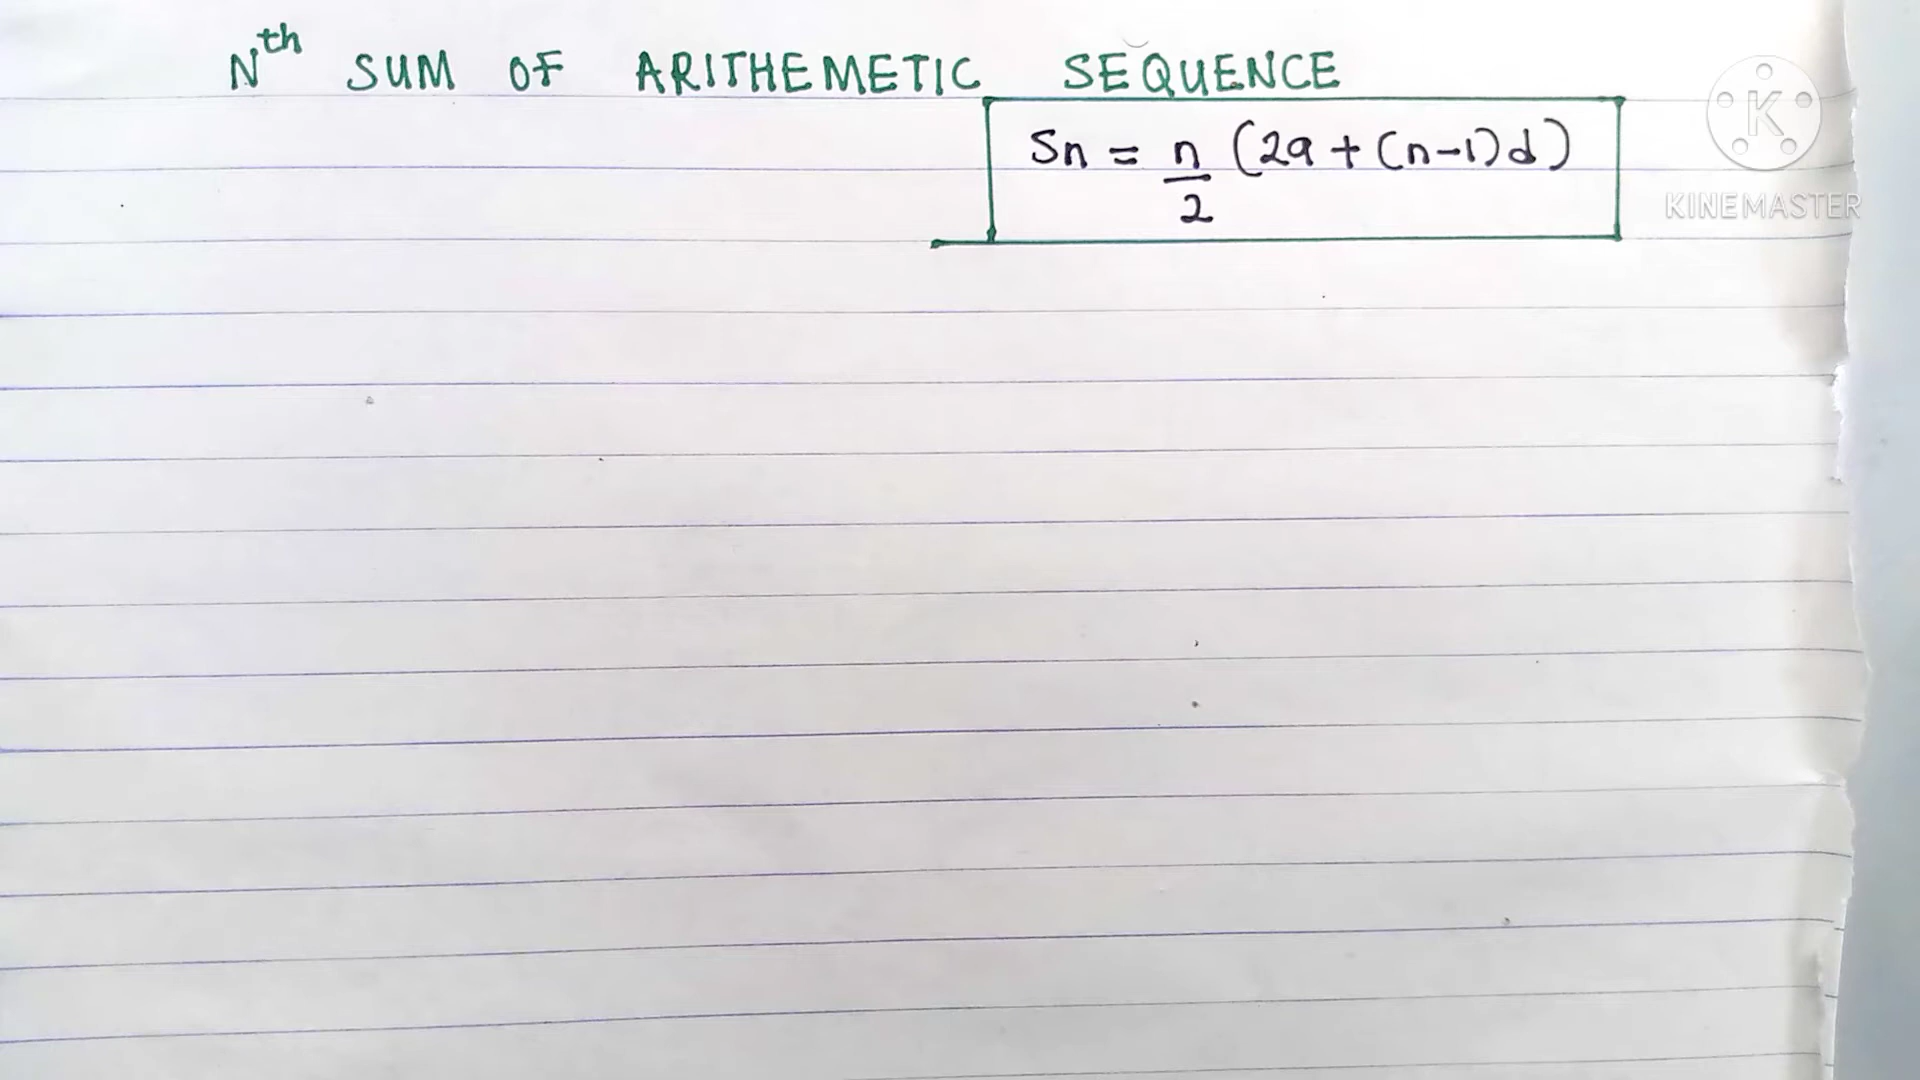 Nth SUM OF ARITHEMETIC SEQUENCE
Sn = n/2 (2a + (n-1)d)
K
KINEMASTER